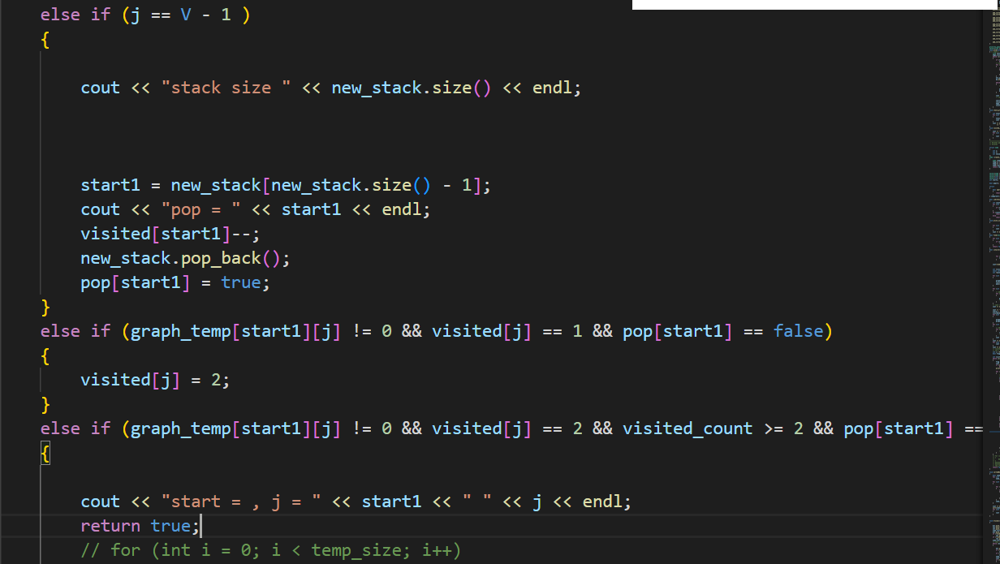 else if (j == V - 1 )
{
cout << "stack size " << new_stack.size() << endl;
start1 = new_stack[new_stack.size() - 1];
cout << "pop = " << start1 << endl;
visited[start1]--;
new_stack.pop_back();
pop[start1] = true;
}
else if (graph_temp[start1][j] != 0 && visited[j] == 1 && pop[start1] == false)
{
visited[j] = 2;
}
else if (graph_temp[start1][j] != 0 && visited[j] == 2 && visited_count >= 2 && pop[start1] ==
{
cout << "start = , j = " << start1 << " " << j << endl;
return true;
// for (int i = 0; i < temp_size; i++)